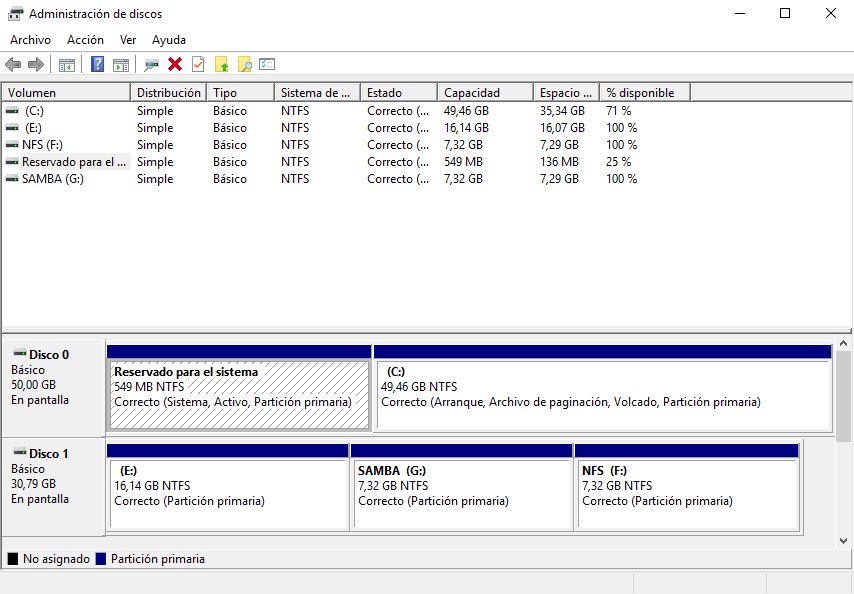 Administración de discos
Archivo Acción Ver Ayuda
Volumen Distribución Tipo Sistema de ... Estado Capacidad Espacio ... % disponible
(C:) Simple Básico NTFS Correcto (... 49,46 GB 35,34 GB 71 %
(E:) Simple Básico NTFS Correcto (... 16,14 GB 16,07 GB 100 %
NFS (F:) Simple Básico NTFS Correcto (... 7,32 GB 7,29 GB 100 %
Reservado para el ... Simple Básico NTFS Correcto (... 549 MB 136 MB 25 %
SAMBA (G:) Simple Básico NTFS Correcto (... 7,32 GB 7,29 GB 100 %
Disco 0
Básico
50,00 GB
En pantalla
Reservado para el sistema
549 MB NTFS
Correcto (Sistema, Activo, Partición primaria)
(C:)
49,46 GB NTFS
Correcto (Arranque, Archivo de paginación, Volcado, Partición primaria)
Disco 1
Básico
30,79 GB
En pantalla
(E:)
16,14 GB NTFS
Correcto (Partición primaria)
SAMBA (G:)
7,32 GB NTFS
Correcto (Partición primaria)
NFS (F:)
7,32 GB NTFS
Correcto (Partición primaria)
No asignado Partición primaria